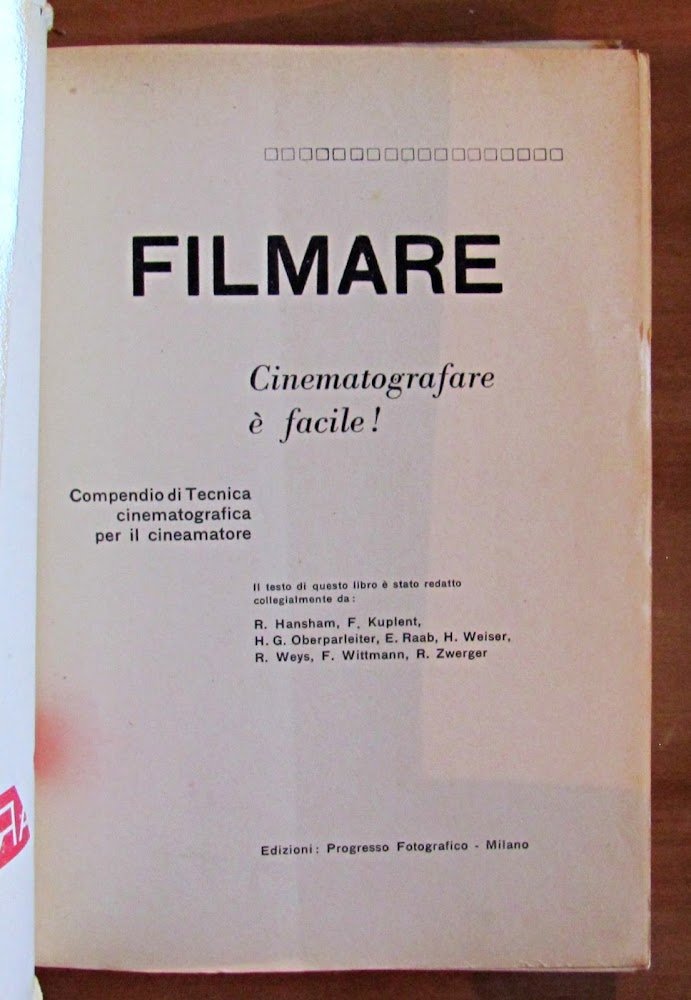 FILMARE
Cinematografare
è facile!
Compendio di Tecnica
cinematografica
per il cineamatore
Il testo di questo libro è stato redatto
collegialmente da:
R. Hansham, F. Kuplent,
H. G. Oberparleiter, E. Raab, H. Weiser,
R. Weys, F. Wittmann, R. Zwerger
Edizioni: Progresso Fotografico - Milano